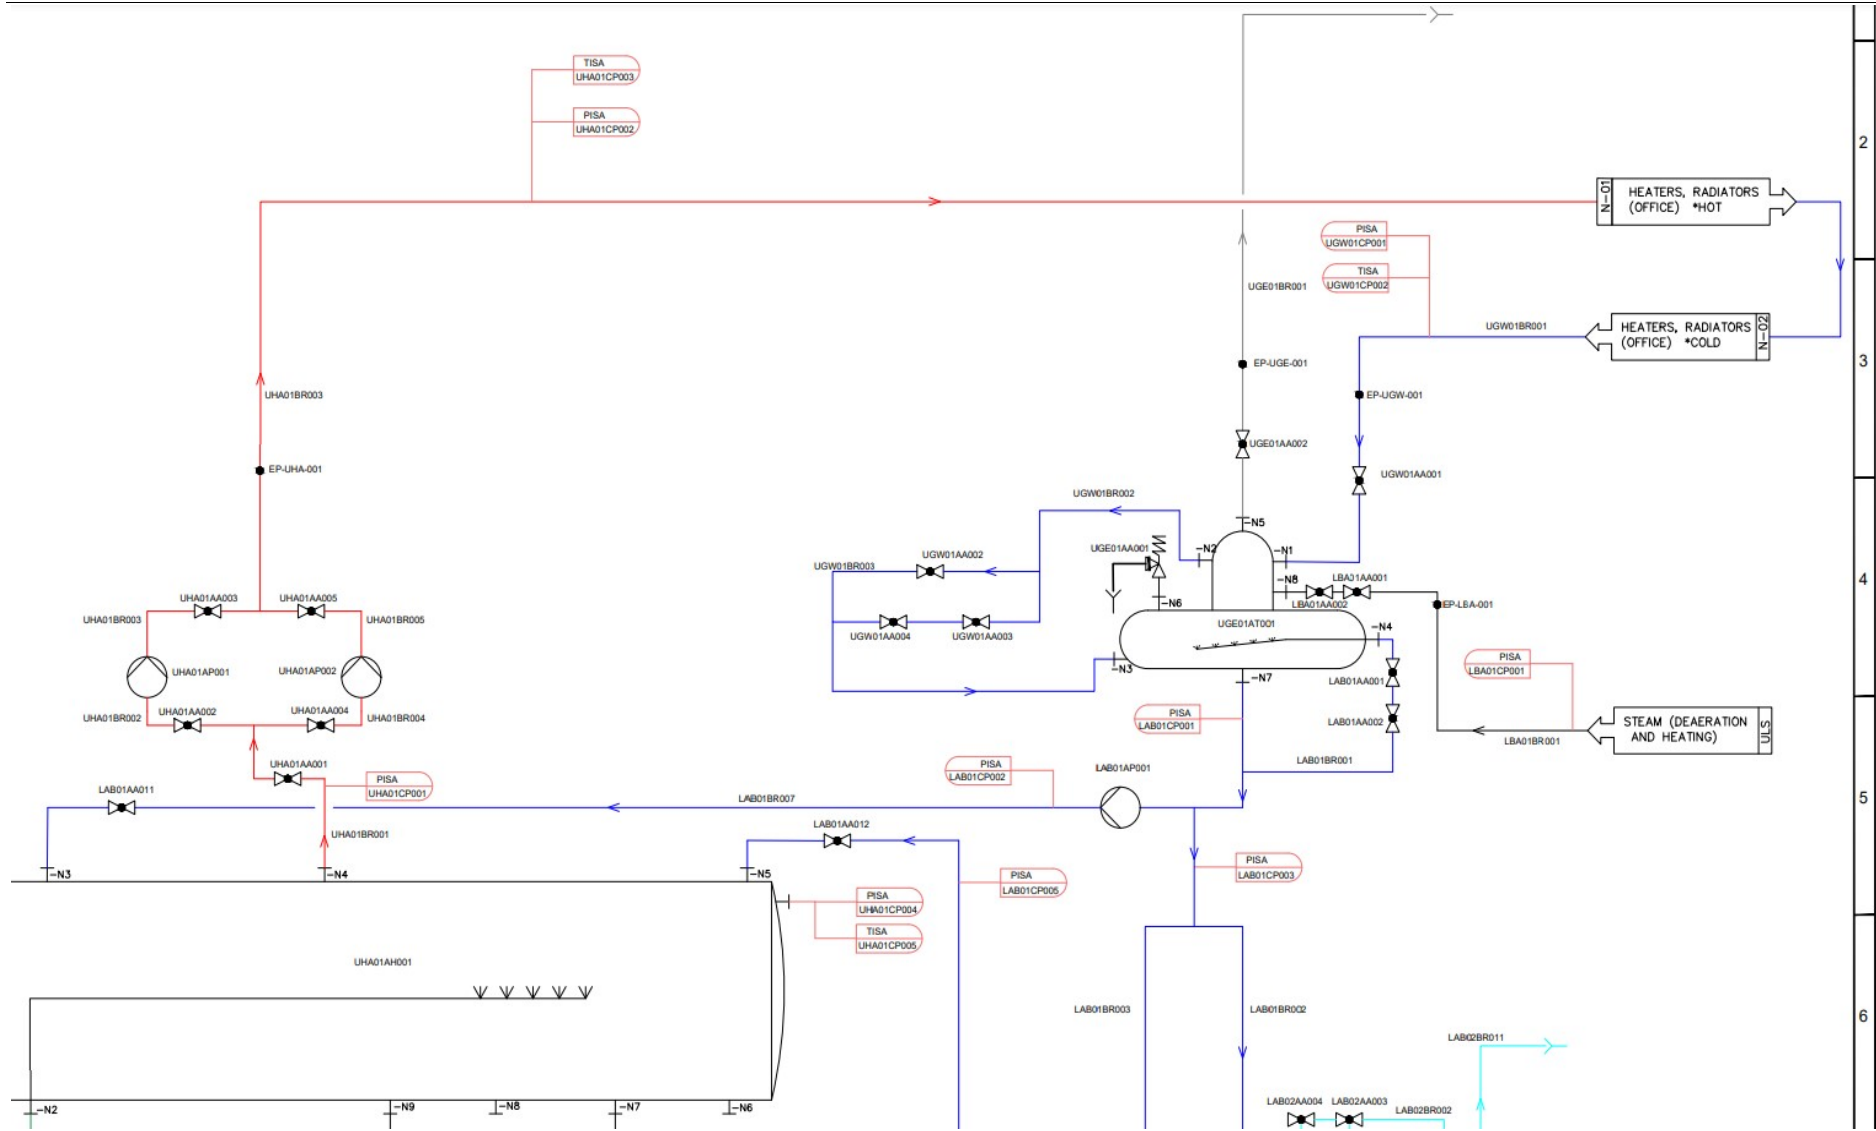 TISA
UHA01CP003
PISA
UHA01CP002
2
N-01
HEATERS, RADIATORS
(OFFICE) *HOT
PISA
UGW01CP001
TISA
UGW01CP002
UGE01BR001
UGW01BR001
HEATERS, RADIATORS
(OFFICE) *COLD
N-02
3
EP-UGE-001
UHA01BR003
EP-UGW-001
UGE01AA002
EP-UHA-001
UGW01AA001
UGW01BR002
-N5
UGE01AA001
-N2
-N1
UGW01AA002
UGW01BR003
-N8
LBA01AA001
4
UHA01AA003
UHA01AA005
-N6
LBA01AA002
EP-LBA-001
UHA01BR003
UHA01BR005
UGE01AT001
-N4
UGW01AA004
UGW01AA003
PISA
LBA01CP001
UHA01AP001
UHA01AP002
-N3
-N7
LAB01AA001
UHA01BR002
UHA01AA002
UHA01AA004
UHA01BR004
PISA
LAB01CP001
LAB01AA002
STEAM (DEAERATION
AND HEATING)
ULS
LBA01BR001
UHA01AA001
PISA
LAB01CP002
LAB01AP001
LAB01BR001
PISA
UHA01CP001
LAB01AA011
LAB01BR007
5
LAB01AA012
UHA01BR001
-N3
-N4
-N5
PISA
LAB01CP005
PISA
LAB01CP003
PISA
UHA01CP004
TISA
UHA01CP005
UHA01AH001
LAB01BR003
LAB01BR002
6
LAB02BR011
-N2
-N9
-N8
-N7
-N6
LAB02AA004
LAB02AA003
LAB02BR002